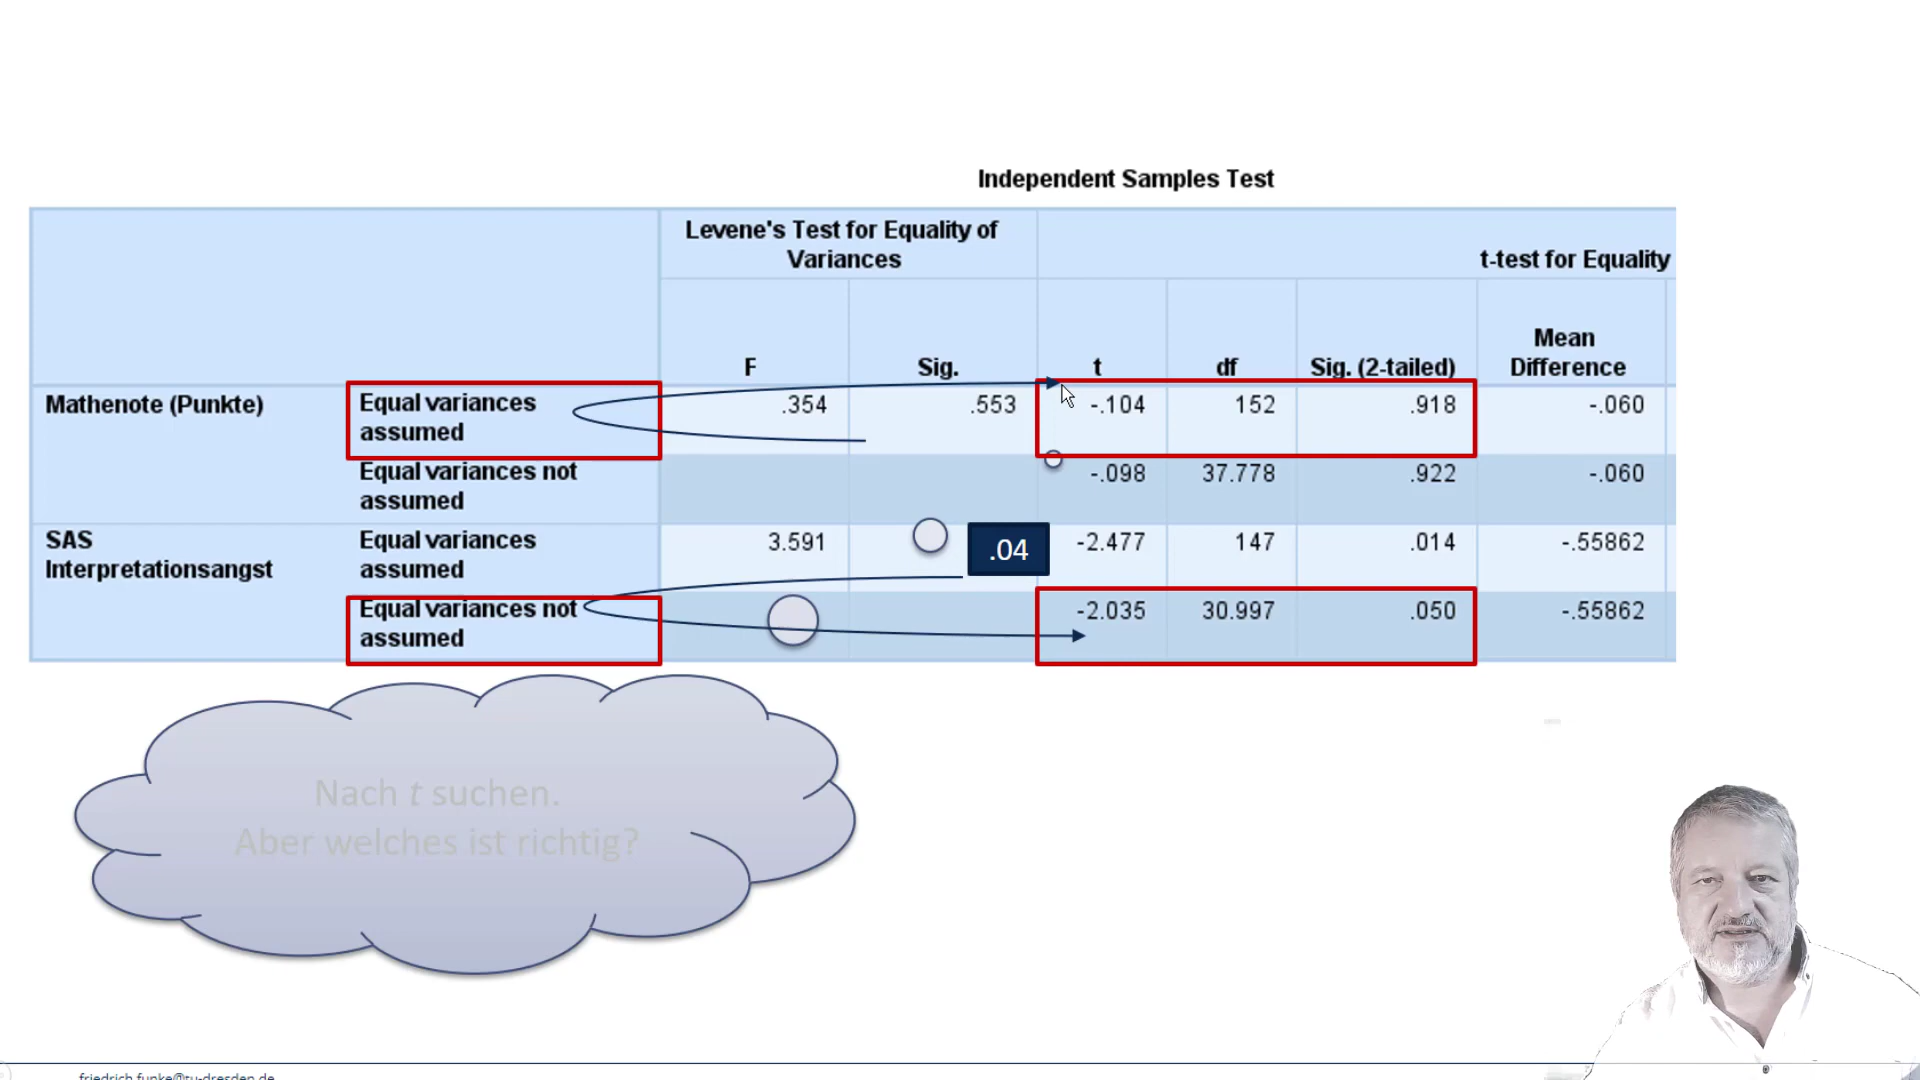 Independent Samples Test
Levene's Test for Equality of
Variances
t-test for Equality
F Sig. t df Sig. (2-tailed) Mean
Difference
Mathenote (Punkte) Equal variances
assumed .354 .553 -.104 152 .918 -.060
Equal variances not
assumed -.098 37.778 .922 -.060
SAS
Interpretationsangst Equal variances
assumed 3.591 .04 -2.477 147 .014 -.55862
Equal variances not
assumed -2.035 30.997 .050 -.55862
Nach t suchen.
Aber welches ist richtig?
friedrich.funke@tu-dresden.de